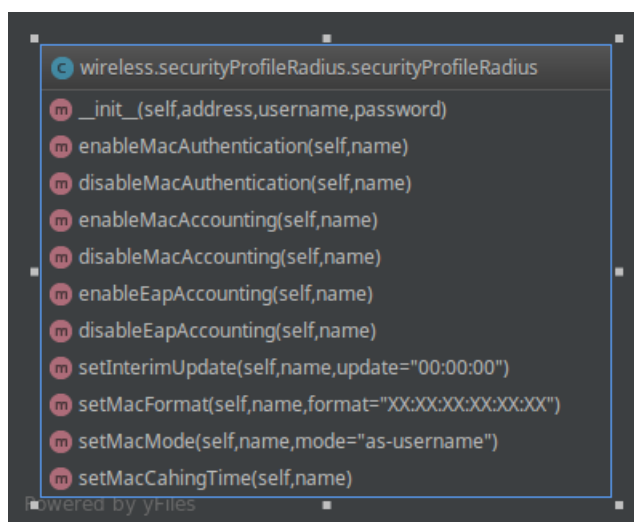 C wireless.securityProfileRadius.securityProfileRadius
m __init__(self,address,username,password)
m enableMacAuthentication(self,name)
m disableMacAuthentication(self,name)
m enableMacAccounting(self,name)
m disableMacAccounting(self,name)
m enableEapAccounting(self,name)
m disableEapAccounting(self,name)
m setInterimUpdate(self,name,update="00:00:00")
m setMacFormat(self,name,format="XX:XX:XX:XX:XX:XX")
m setMacMode(self,name,mode="as-username")
m setMacCahingTime(self,name)
Powered by yFiles